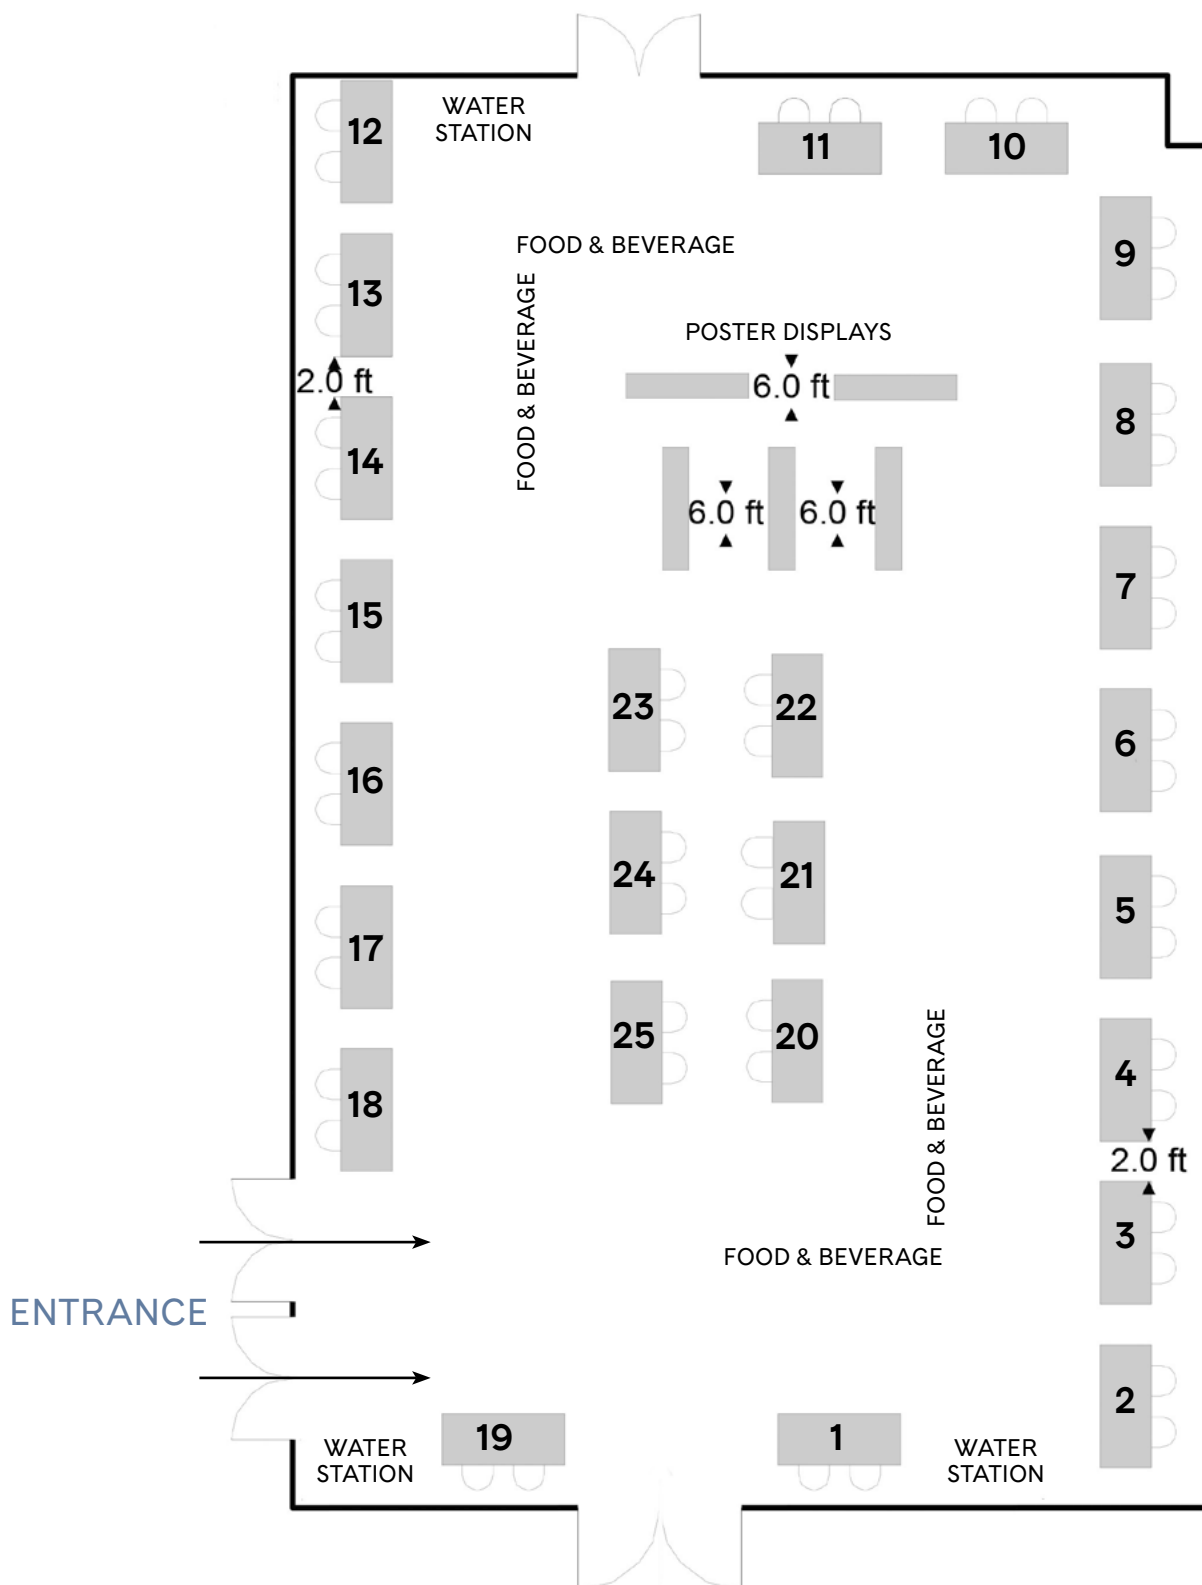 WATER
STATION
12
11
10
FOOD & BEVERAGE
9
13
FOOD & BEVERAGE
POSTER DISPLAYS
2.0 ft
6.0 ft
8
14
6.0 ft
6.0 ft
7
15
23
22
6
16
24
21
5
17
25
20
4
18
FOOD & BEVERAGE
2.0 ft
3
FOOD & BEVERAGE
ENTRANCE
2
19
1
WATER
STATION
WATER
STATION